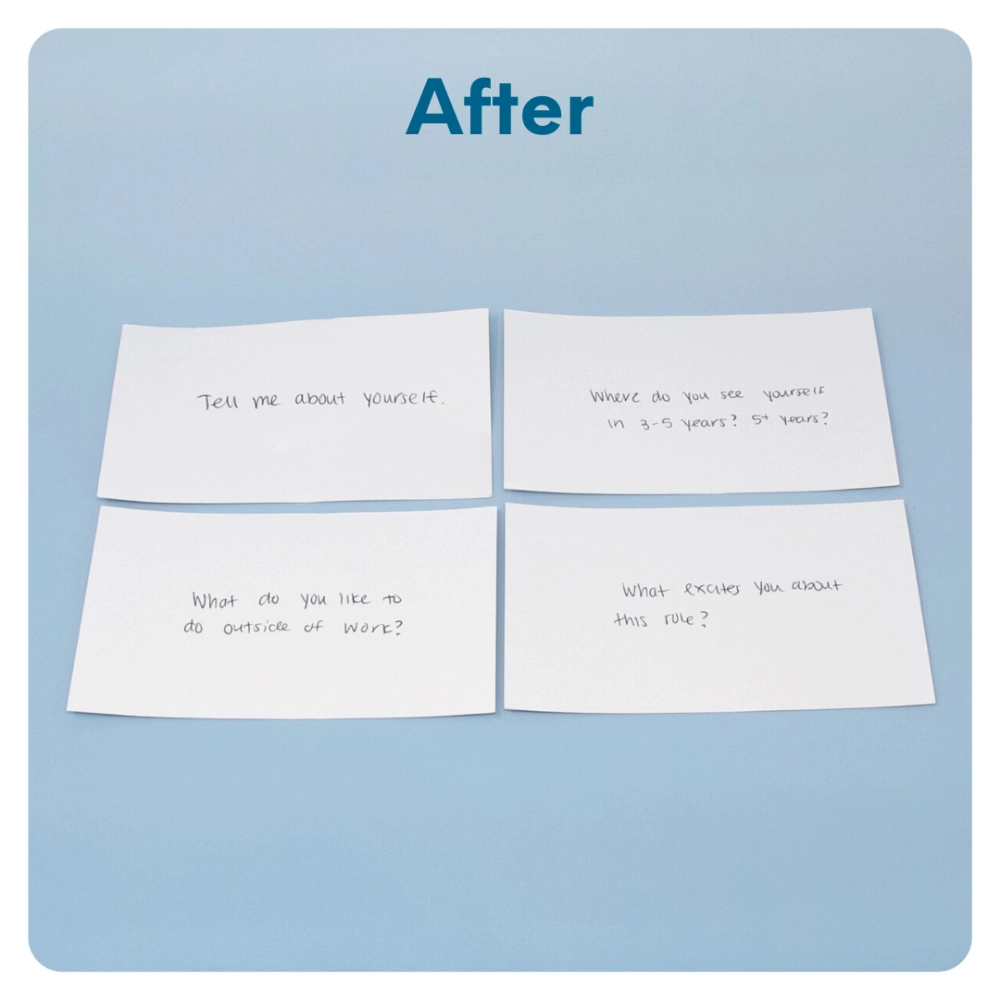 After
Tell me about yourself.
Where do you see yourself
in 3-5 years? 5+ years?
What do you like to
do outside of work?
What excites you about
this role?